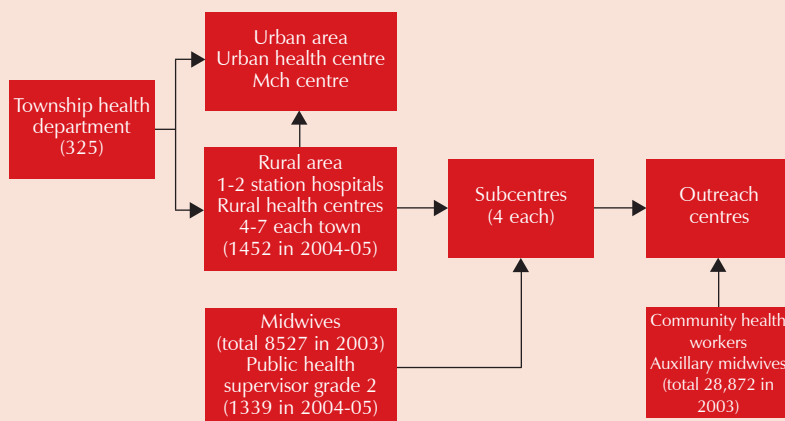 Urban area
Urban health centre
Mch centre
Township health
department
(325)
Rural area
1-2 station hospitals
Rural health centres
4-7 each town
(1452 in 2004-05)
Subcentres
(4 each)
Outreach
centres
Midwives
(total 8527 in 2003)
Public health
supervisor grade 2
(1339 in 2004-05)
Community health
workers
Auxillary midwives
(total 28,872 in
2003)